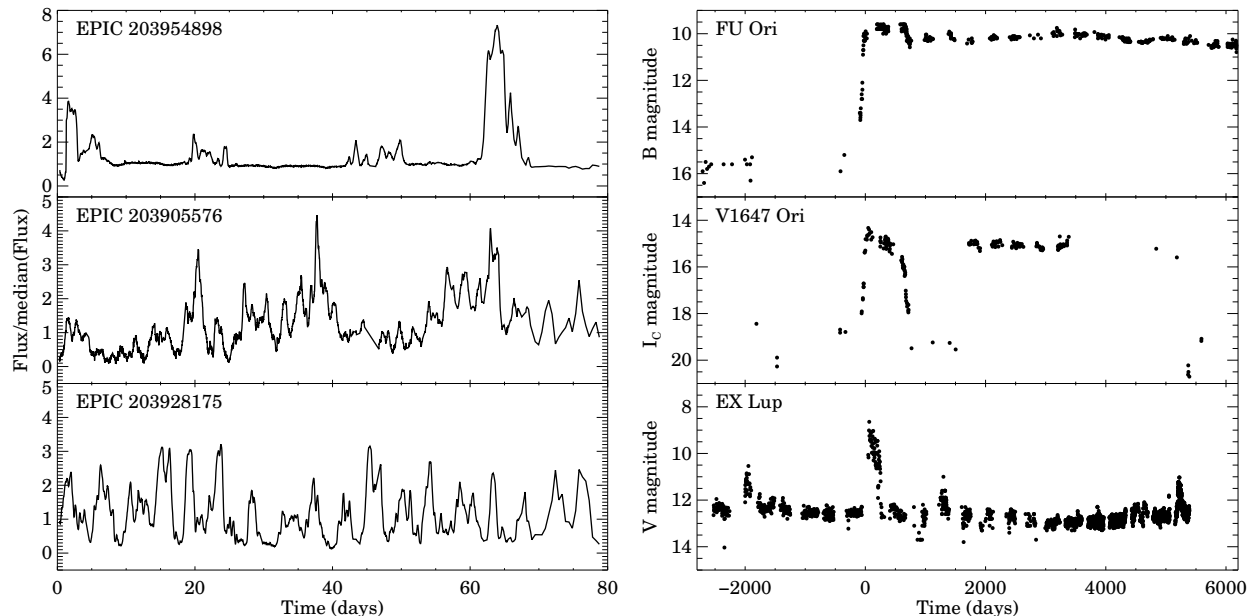 EPIC 203954898
8
6
4
2
0
EPIC 203905576
5
4
3
2
1
0
EPIC 203928175
5
4
3
2
1
0
Flux/median(Flux)
0 20 40 60 80
Time (days)
FU Ori
10
12
14
16
B magnitude
V1647 Ori
14
16
18
20
I_C magnitude
EX Lup
8
10
12
14
V magnitude
−2000 0 2000 4000 6000
Time (days)